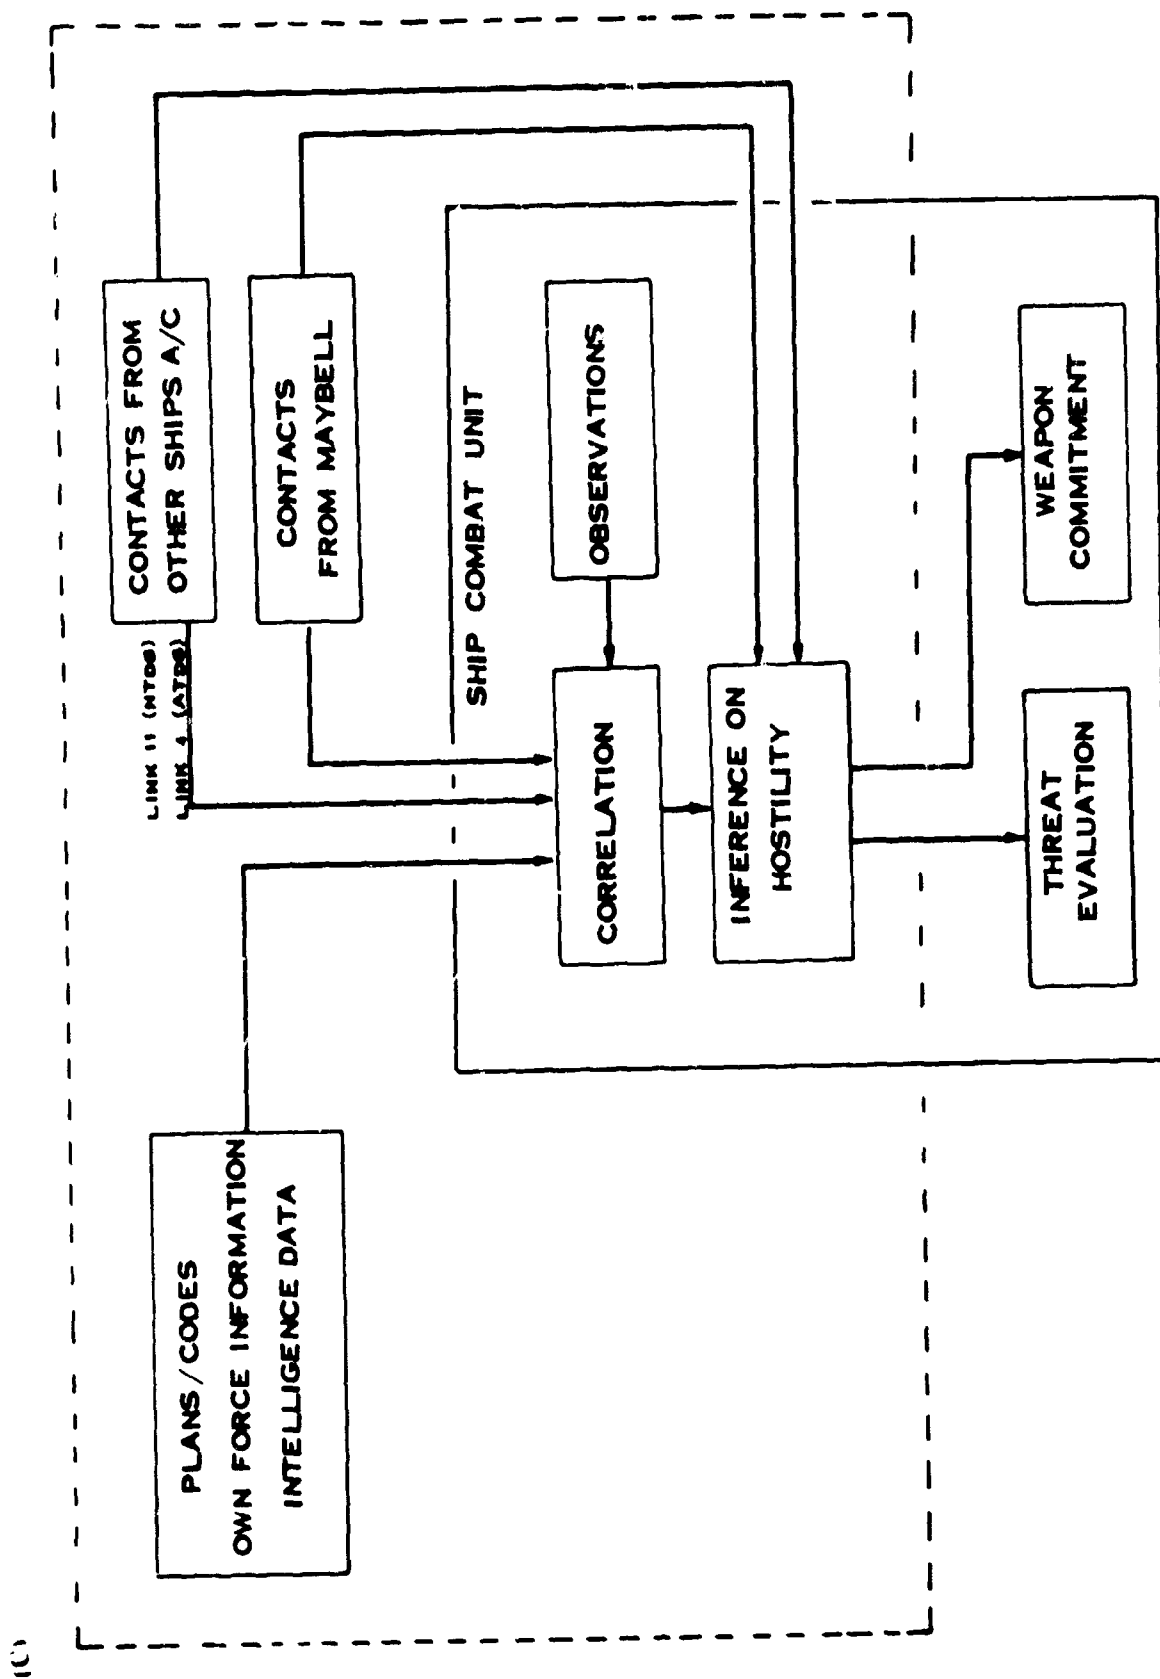 PLANS/CODES
OWN FORCE INFORMATION
INTELLIGENCE DATA
LINK 11 (NTDS)
LINK 4 (ATDS)
CONTACTS FROM
OTHER SHIPS A/C
CONTACTS
FROM MAYBELL
SHIP COMBAT UNIT
CORRELATION
OBSERVATIONS
INFERENCE ON
HOSTILITY
THREAT
EVALUATION
WEAPON
COMMITMENT